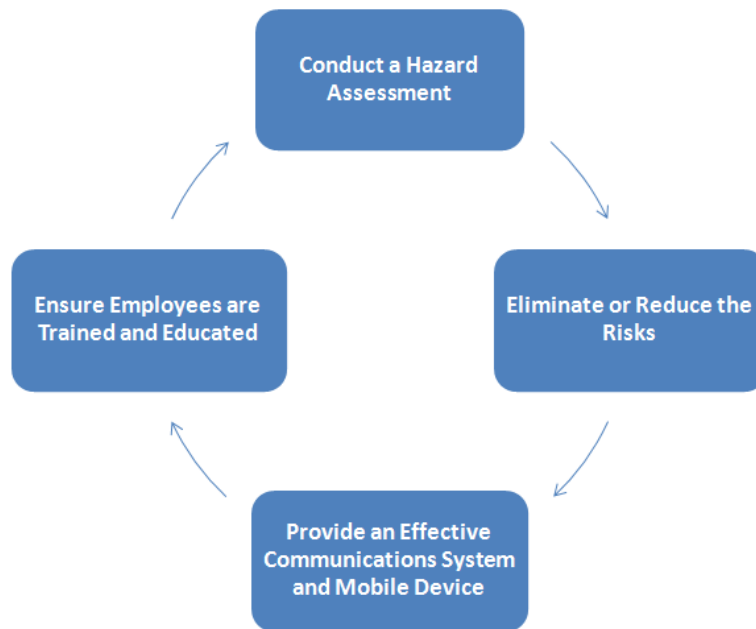 Conduct a Hazard
Assessment
Eliminate or Reduce the
Risks
Provide an Effective
Communications System
and Mobile Device
Ensure Employees are
Trained and Educated